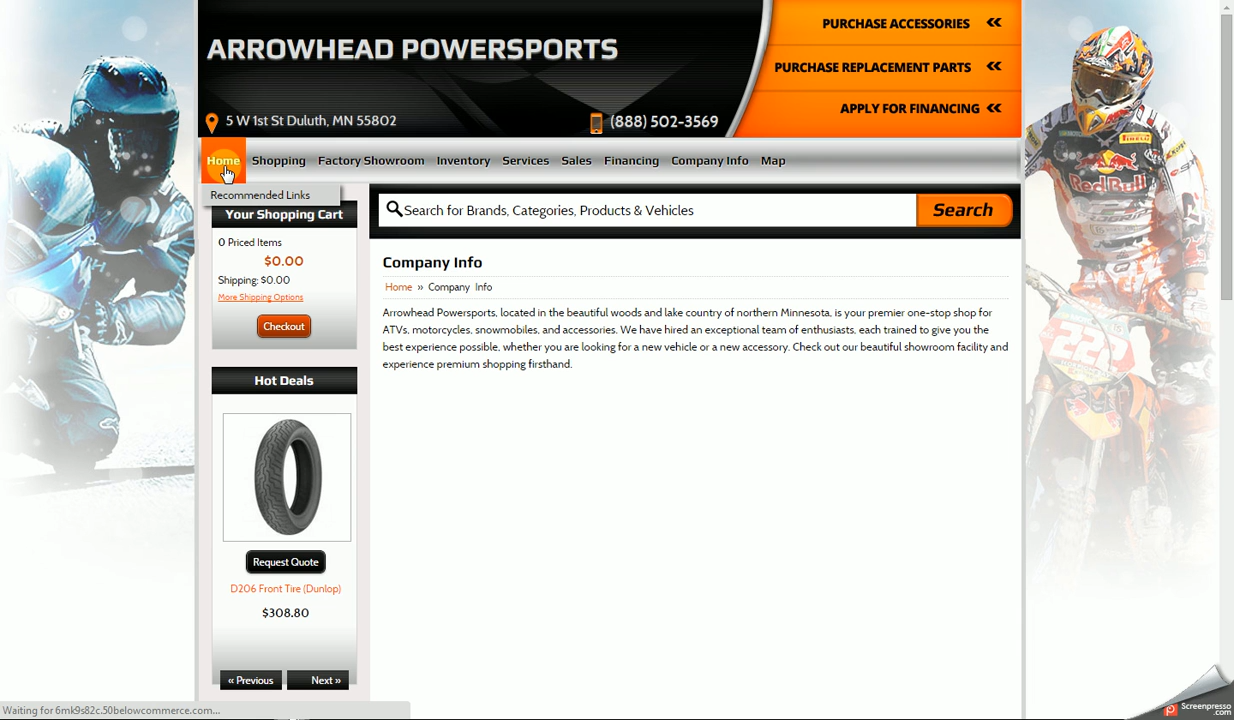 ARROWHEAD POWERSPORTS
PURCHASE ACCESSORIES «
PURCHASE REPLACEMENT PARTS «
APPLY FOR FINANCING «
5 W 1st St Duluth, MN 55802
(888) 502-3569
Home Shopping Factory Showroom Inventory Services Sales Financing Company Info Map
Recommended Links
Your Shopping Cart
0 Priced Items
$0.00
Shipping: $0.00
More Shipping Options
Checkout
Hot Deals
Request Quote
D206 Front Tire (Dunlop)
$308.80
« Previous Next »
Search for Brands, Categories, Products & Vehicles
Search
Company Info
Home » Company Info
Arrowhead Powersports, located in the beautiful woods and lake country of northern Minnesota, is your premier one-stop shop for
ATVs, motorcycles, snowmobiles, and accessories. We have hired an exceptional team of enthusiasts, each trained to give you the
best experience possible, whether you are looking for a new vehicle or a new accessory. Check out our beautiful showroom facility and
experience premium shopping firsthand.
Red Bull
222
Waiting for 6mk9s82c.50belowcommerce.com...
Screenpresso
.com